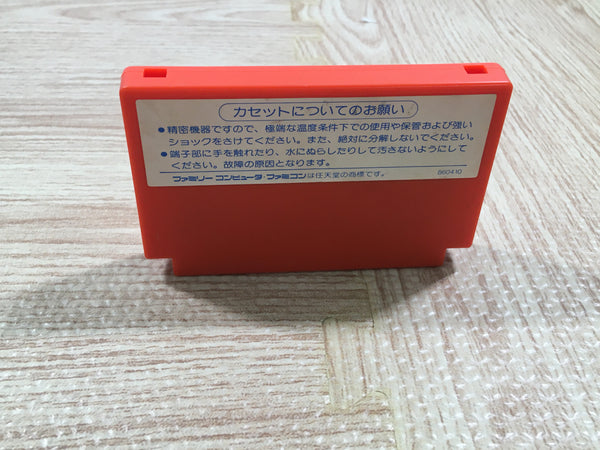 カセットについてのお願い
●精密機器ですので、極端な温度条件下での使用や保管および強い
ショックをさけてください。また、絶対に分解しないでください。
●端子部に手を触れたり、水にぬらしたりして汚さないようにして
ください。故障の原因となります。
ファミリーコンピュータ・ファミコンは任天堂の商標です。 860410